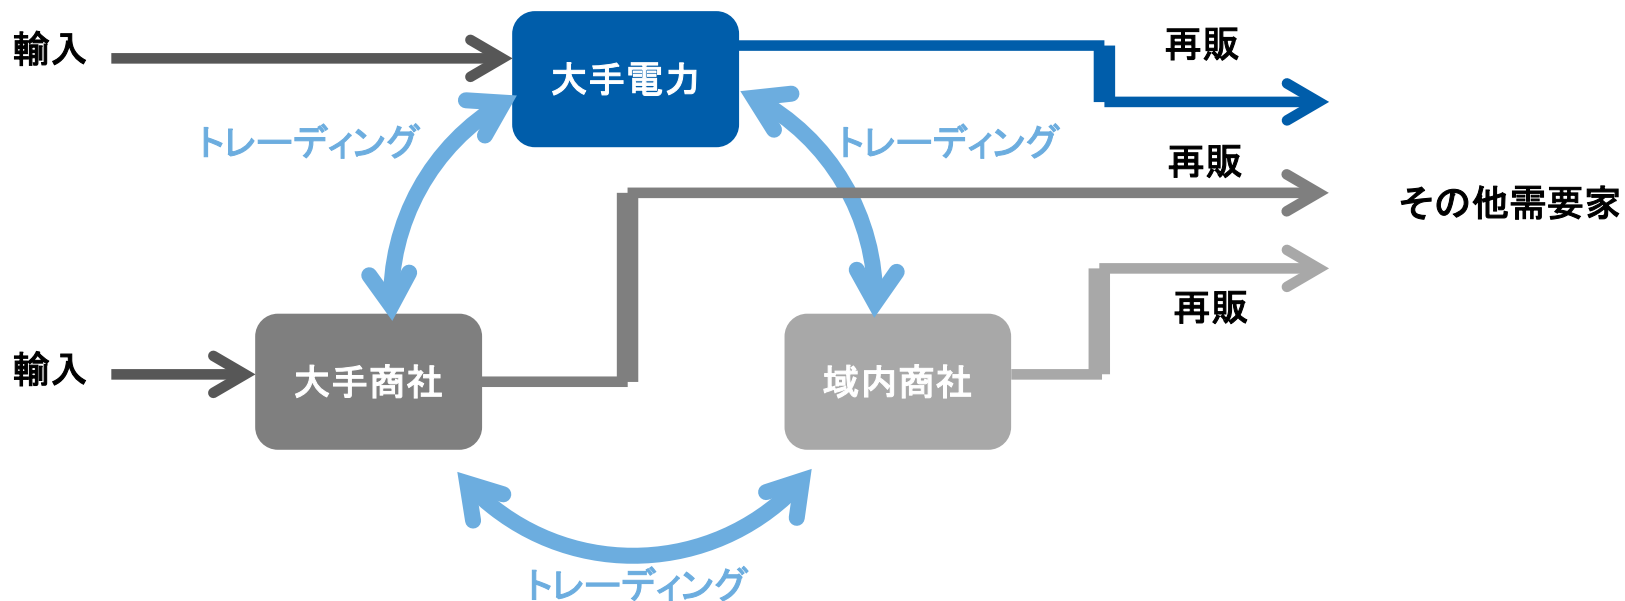 輸入
大手電力
再販
トレーディング
トレーディング
再販
その他需要家
再販
輸入
大手商社
域内商社
トレーディング